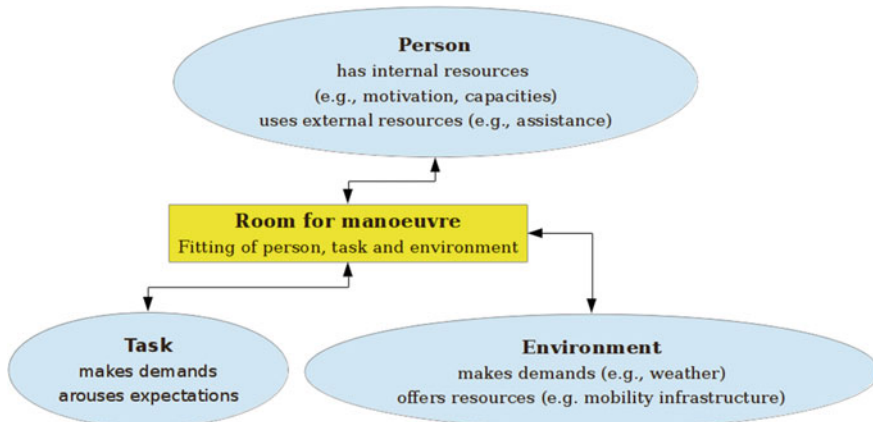 Person
has internal resources
(e.g., motivation, capacities)
uses external resources (e.g., assistance)
Room for manoeuvre
Fitting of person, task and environment
Task
makes demands
arouses expectations
Environment
makes demands (e.g., weather)
offers resources (e.g. mobility infrastructure)